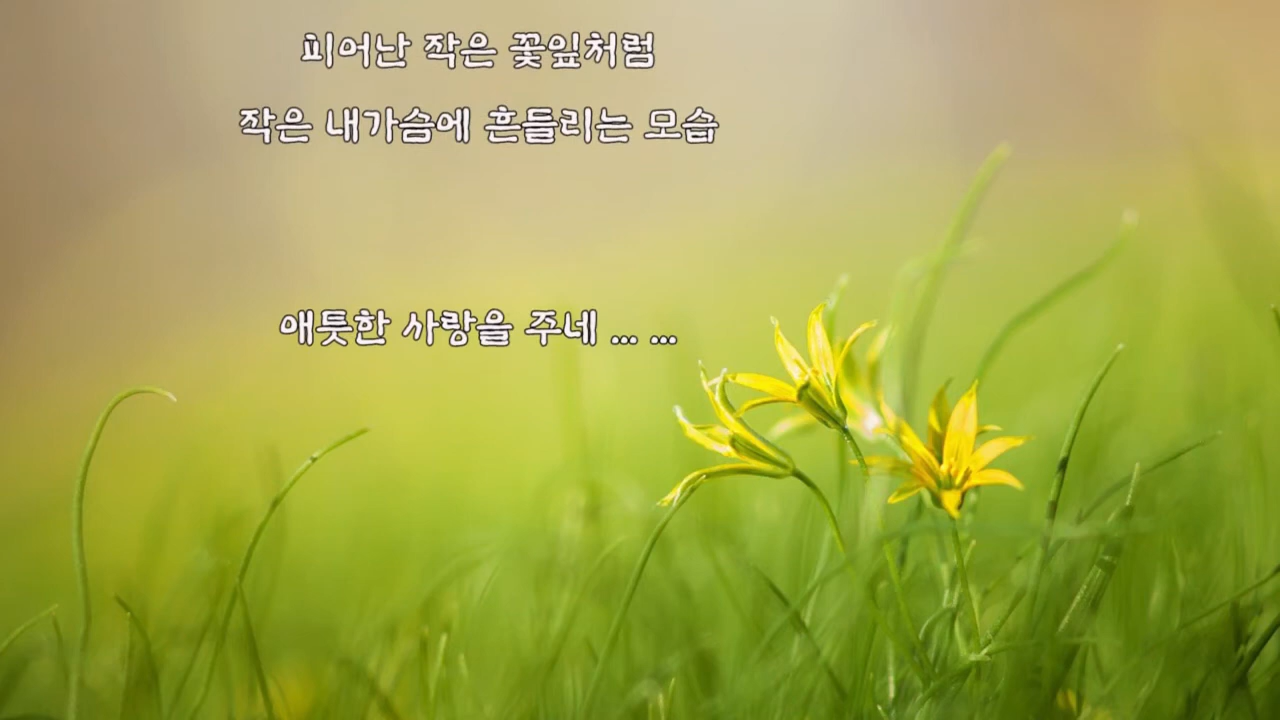 피어난 작은 꽃잎처럼
작은 내가슴에 흔들리는 모습
애틋한 사랑을 주네 ... ...